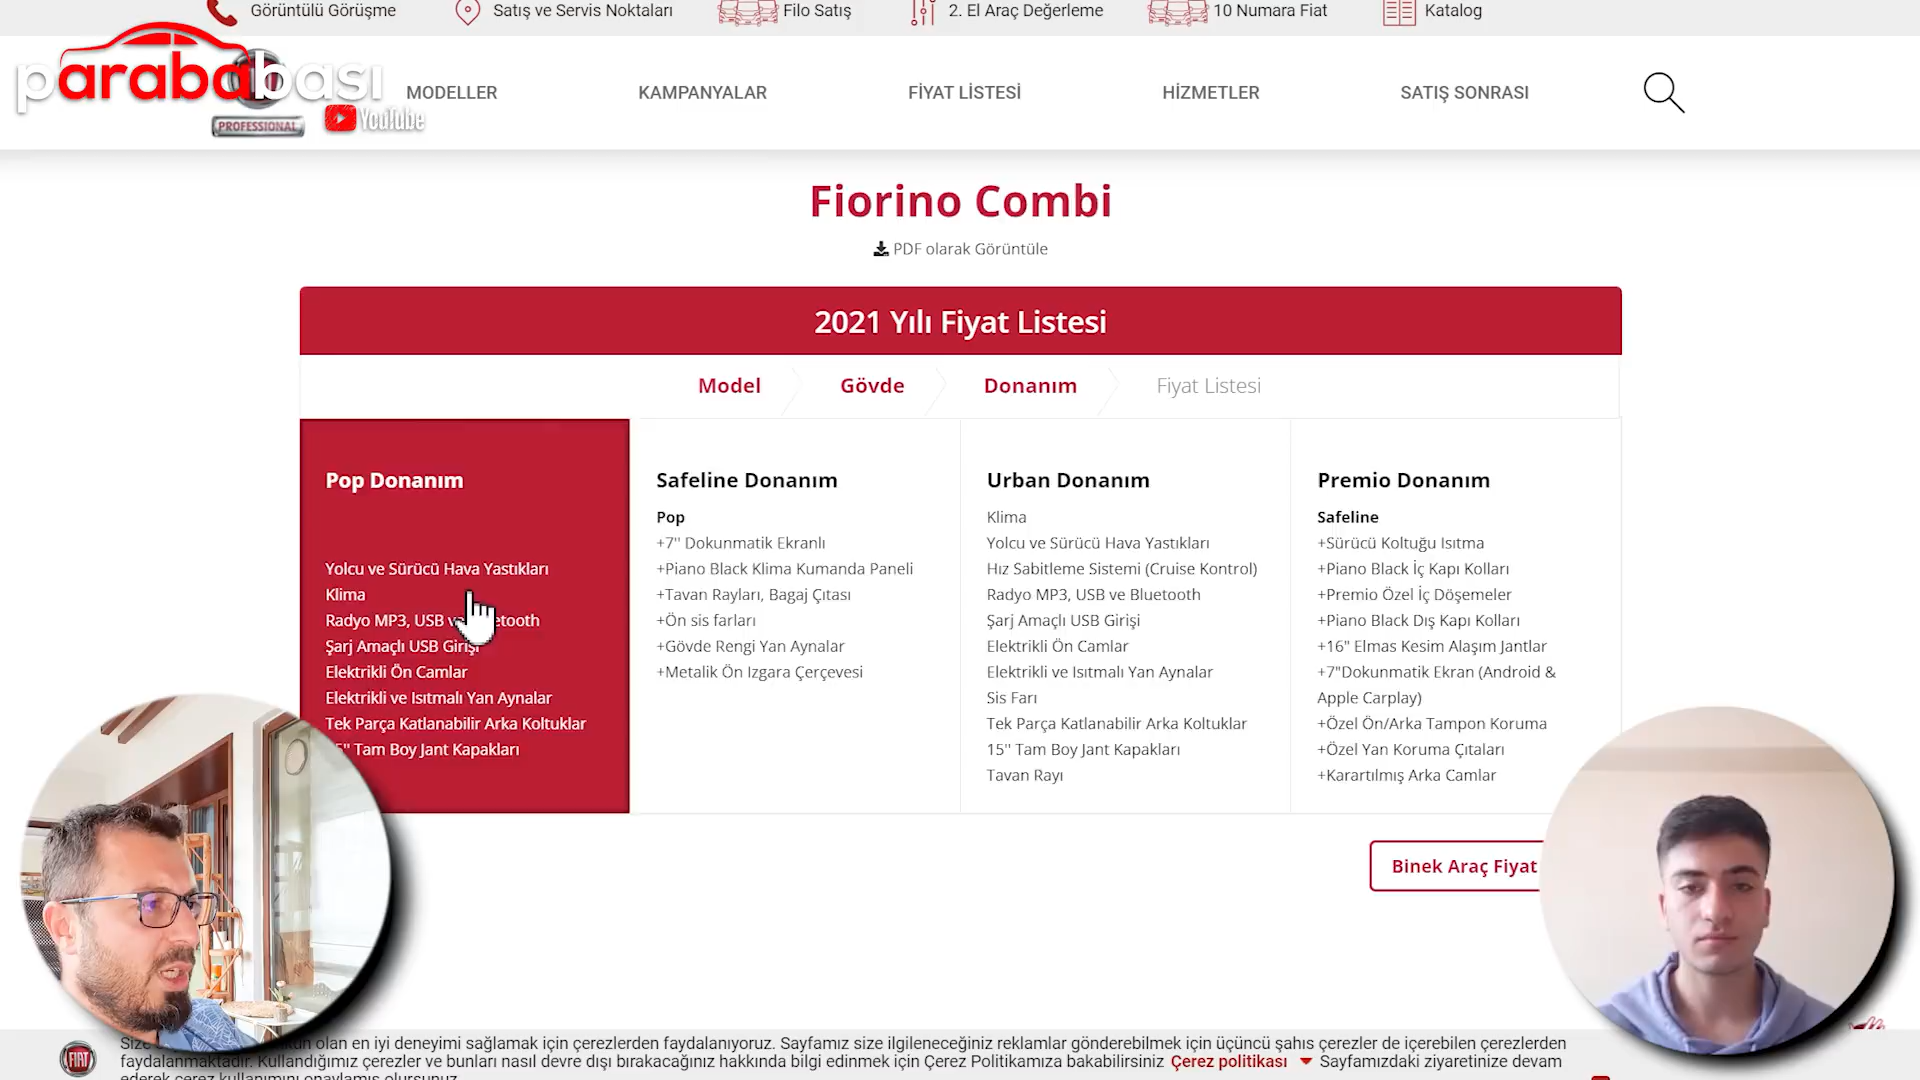 Görüntülü Görüşme
Satış ve Servis Noktaları
Filo Satış
2. El Araç Değerleme
10 Numara Fiat
Katalog
parababası
PROFESSIONAL
YouTube
MODELLER
KAMPANYALAR
FİYAT LİSTESİ
HİZMETLER
SATIŞ SONRASI
Fiorino Combi
PDF olarak Görüntüle
2021 Yılı Fiyat Listesi
Model
Gövde
Donanım
Fiyat Listesi
Pop Donanım
Yolcu ve Sürücü Hava Yastıkları
Klima
Radyo MP3, USB
Şarj Amaçlı USB Girişi
Elektrikli Ön Camlar
Elektrikli ve Isıtmalı Yan Aynalar
Tek Parça Katlanabilir Arka Koltuklar
Tam Boy Jant Kapakları
Safeline Donanım
Pop
+7'' Dokunmatik Ekranlı
+Piano Black Klima Kumanda Paneli
+Tavan Rayları, Bagaj Çıtası
+Ön sis farları
+Gövde Rengi Yan Aynalar
+Metalik Ön Izgara Çerçevesi
Urban Donanım
Klima
Yolcu ve Sürücü Hava Yastıkları
Hız Sabitleme Sistemi (Cruise Kontrol)
Radyo MP3, USB ve Bluetooth
Şarj Amaçlı USB Girişi
Elektrikli Ön Camlar
Elektrikli ve Isıtmalı Yan Aynalar
Sis Farı
Tek Parça Katlanabilir Arka Koltuklar
15'' Tam Boy Jant Kapakları
Tavan Rayı
Premio Donanım
Safeline
+Sürücü Koltuğu Isıtma
+Piano Black İç Kapı Kolları
+Premio Özel İç Döşemeler
+Piano Black Dış Kapı Kolları
+16" Elmas Kesim Alaşım Jantlar
+7"Dokunmatik Ekran (Android &
Apple Carplay)
+Özel Ön/Arka Tampon Koruma
+Özel Yan Koruma Çıtaları
+Karartılmış Arka Camlar
Binek Araç Fiyat
FIAT
Size olan en iyi deneyimi sağlamak için çerezlerden faydalanıyoruz. Sayfamız size ilgileneceğiniz reklamlar gönderebilmek için üçüncü şahıs çerezler de içerebilen çerezlerden
faydalanmaktadır. Kullandığımız çerezler ve bunları nasıl devre dışı bırakacağınız hakkında bilgi edinmek için Çerez Politikamıza bakabilirsiniz Çerez politikası Sayfamızdaki ziyaretinize devam
ederek çerez kullanımını onaylamış olursunuz.